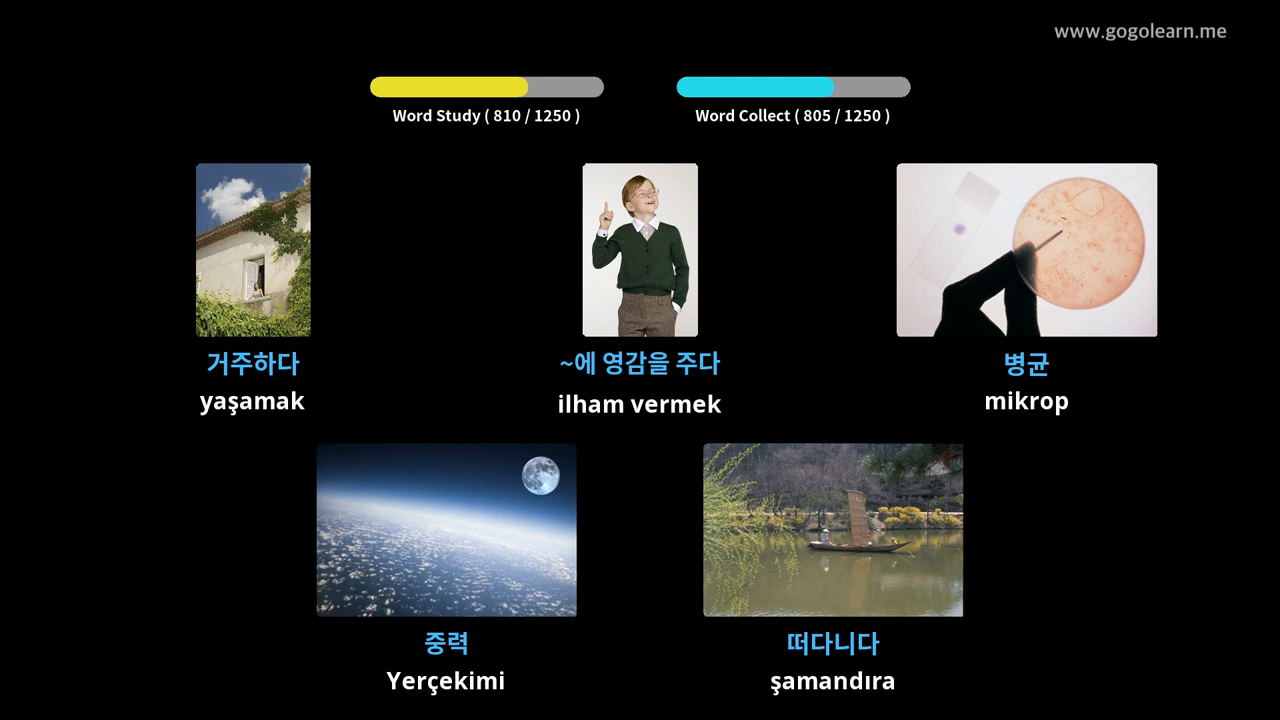 www.gogolearn.me
Word Study ( 810 / 1250 )
Word Collect ( 805 / 1250 )
거주하다
yaşamak
~에 영감을 주다
ilham vermek
병균
mikrop
중력
Yerçekimi
떠다니다
şamandıra